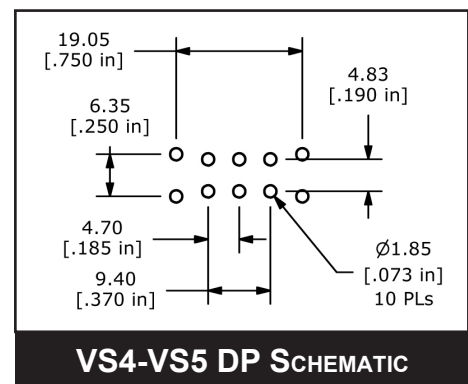 19.05
[.750 in]
4.83
[.190 in]
6.35
[.250 in]
4.70
[.185 in]
9.40
[.370 in]
Ø1.85
[.073 in]
10 PLs
VS4-VS5 DP SCHEMATIC